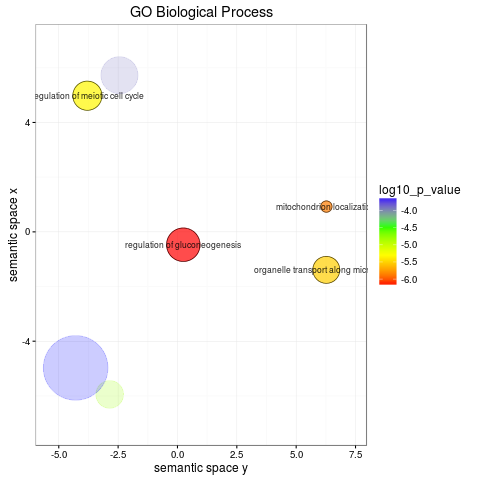 GO Biological Process
egulation of meiotic cell cycle
mitochondrion localizati
regulation of gluconeogenesis
organelle transport along micr
semantic space x
4
0
-4
-5.0
-2.5
0.0
2.5
5.0
7.5
semantic space y
log10_p_value
-4.0
-4.5
-5.0
-5.5
-6.0